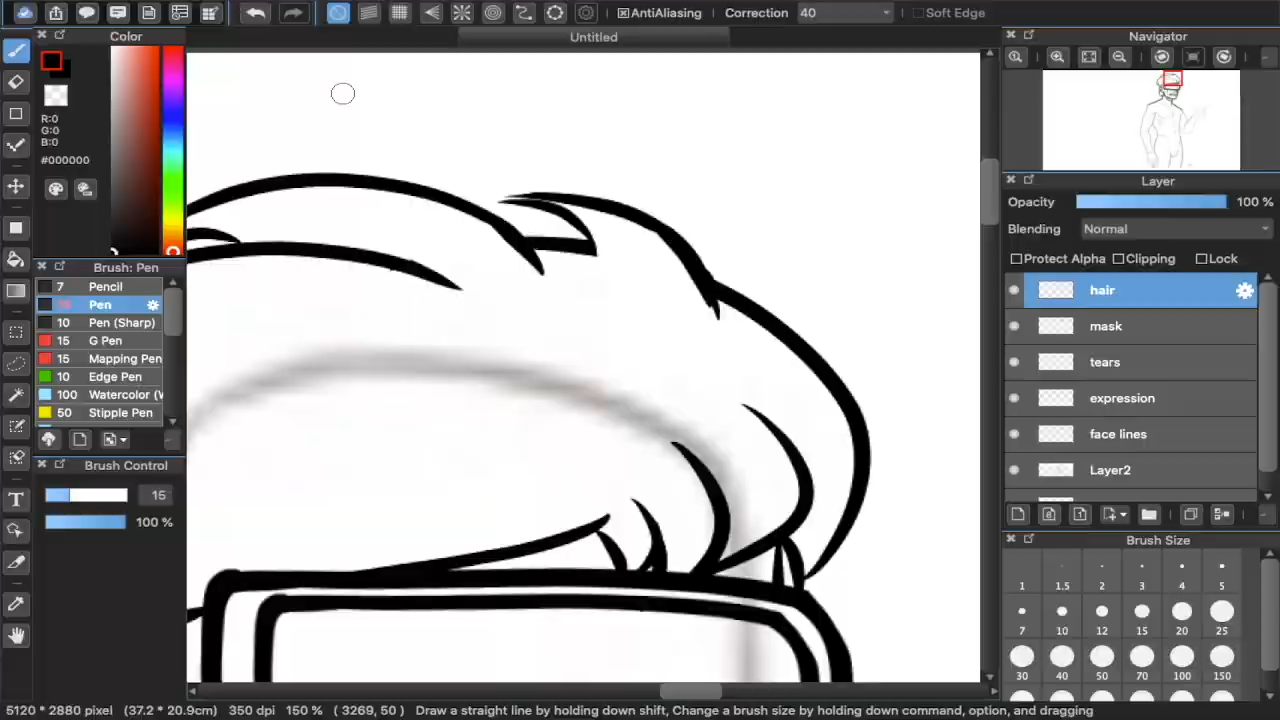 AntiAliasing Correction 40 Soft Edge
Untitled
Color
R:0
G:0
B:0
#000000
Brush: Pen
7 Pencil
Pen
10 Pen (Sharp)
15 G Pen
15 Mapping Pen
10 Edge Pen
100 Watercolor (W
50 Stipple Pen
Brush Control
15
100 %
T
Navigator
Layer
Opacity 100 %
Blending Normal
Protect Alpha Clipping Lock
hair
mask
tears
expression
face lines
Layer2
Brush Size
1 1.5 2 3 4 5
7 10 12 15 20 25
30 40 50 70 100 150
5120 * 2880 pixel (37.2 * 20.9cm) 350 dpi 150 % ( 3269, 50 ) Draw a straight line by holding down shift, Change a brush size by holding down command, option, and dragging